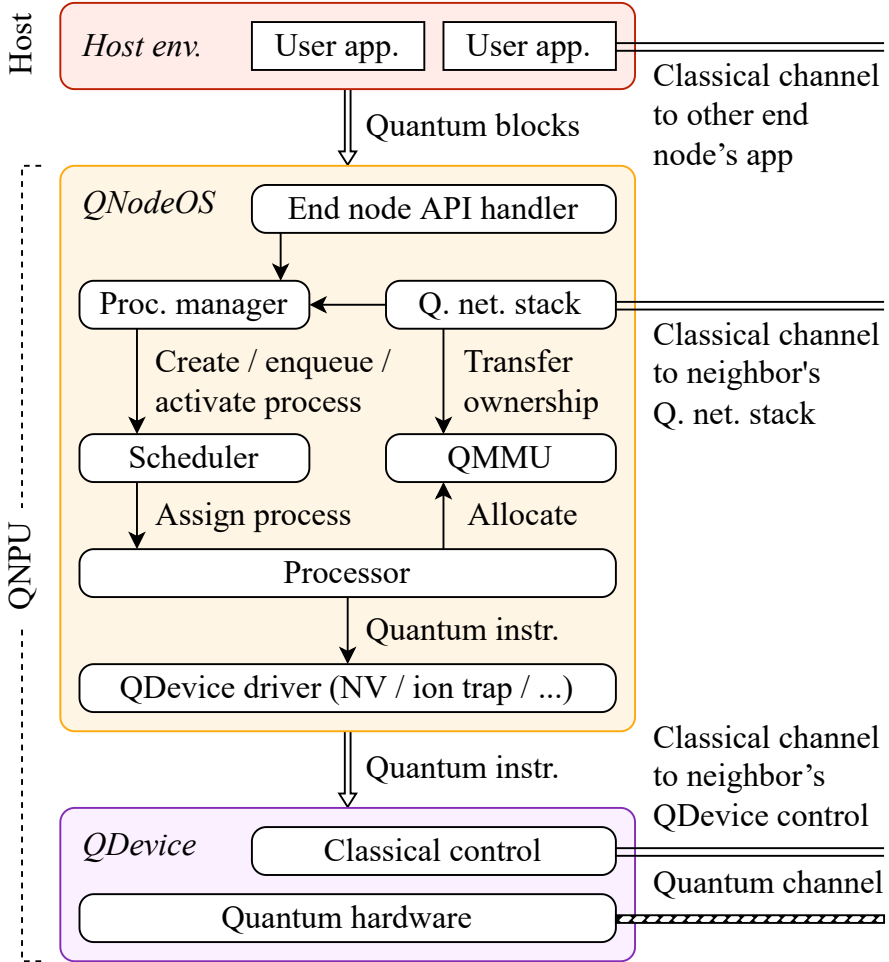 Host
Host env.
User app.
User app.
Classical channel
to other end
node’s app
Quantum blocks
QNPU
QNodeOS
End node API handler
Proc. manager
Q. net. stack
Classical channel
to neighbor's
Q. net. stack
Create / enqueue /
activate process
Transfer
ownership
Scheduler
QMMU
Assign process
Allocate
Processor
Quantum instr.
QDevice driver (NV / ion trap / ...)
Quantum instr.
Classical channel
to neighbor’s
QDevice control
QDevice
Classical control
Quantum channel
Quantum hardware